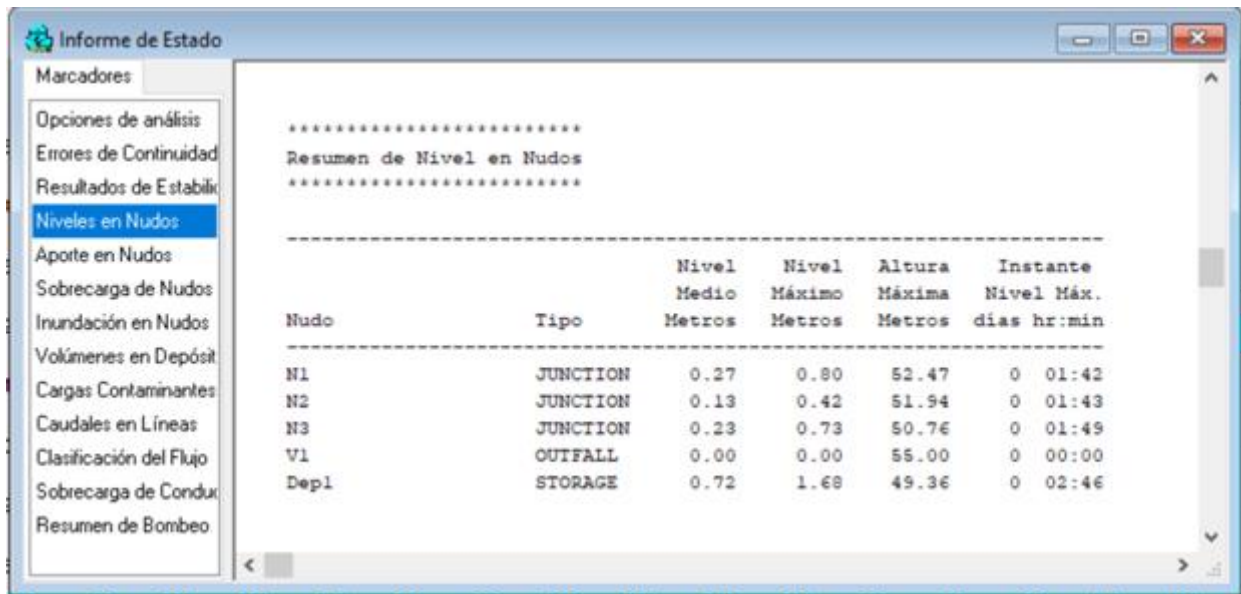 Informe de Estado
Marcadores
Opciones de análisis
Errores de Continuidad
Resultados de Estabilid
Niveles en Nudos
Aporte en Nudos
Sobrecarga de Nudos
Inundación en Nudos
Volúmenes en Depósit
Cargas Contaminantes
Caudales en Líneas
Clasificación del Flujo
Sobrecarga de Conduc
Resumen de Bombeo
*************************
Resumen de Nivel en Nudos
*************************
---------------------------------------------------------------------
Nivel Nivel Altura Instante
Medio Máximo Máxima Nivel Máx.
Nudo Tipo Metros Metros Metros días hr:min
---------------------------------------------------------------------
N1 JUNCTION 0.27 0.80 52.47 0 01:42
N2 JUNCTION 0.13 0.42 51.94 0 01:43
N3 JUNCTION 0.23 0.73 50.76 0 01:49
V1 OUTFALL 0.00 0.00 55.00 0 00:00
Dep1 STORAGE 0.72 1.68 49.36 0 02:46